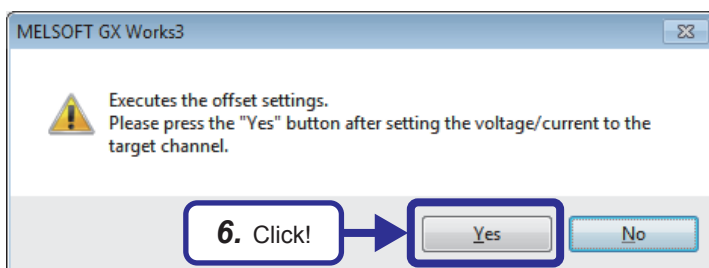 MELSOFT GX Works3
Executes the offset settings.
Please press the "Yes" button after setting the voltage/current to the
target channel.
6. Click!
Yes
No